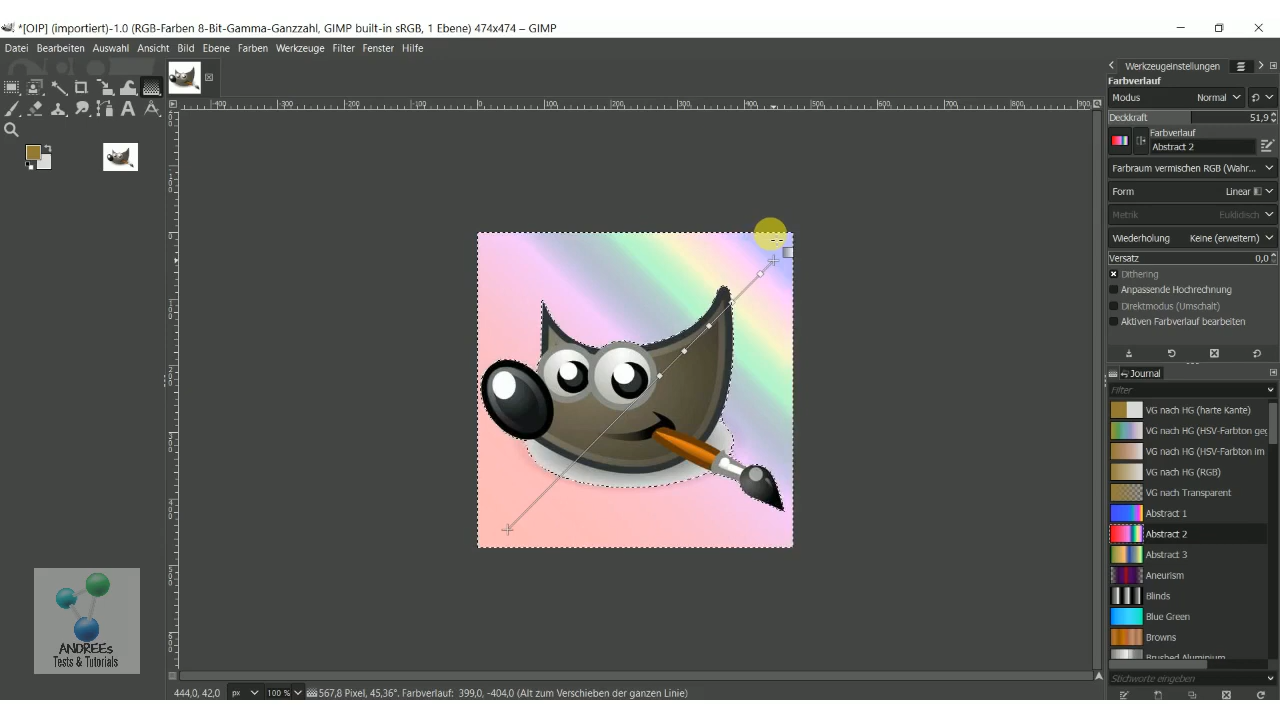 *[OIP] (importiert)-1.0 (RGB-Farben 8-Bit-Gamma-Ganzzahl, GIMP built-in sRGB, 1 Ebene) 474x474 – GIMP
Datei Bearbeiten Auswahl Ansicht Bild Ebene Farben Werkzeuge Filter Fenster Hilfe
Werkzeugeinstellungen
Farbverlauf
Modus Normal
Deckkraft 51,9
Farbverlauf
Abstract 2
Farbraum vermischen RGB (Wahr...
Form Linear
Metrik Euklidisch
Wiederholung Keine (erweitern)
Versatz 0,0
Dithering
Anpassende Hochrechnung
Direktmodus (Umschalt)
Aktiven Farbverlauf bearbeiten
Journal
Filter
VG nach HG (harte Kante)
VG nach HG (HSV-Farbton geg
VG nach HG (HSV-Farbton im
VG nach HG (RGB)
VG nach Transparent
Abstract 1
Abstract 2
Abstract 3
Aneurism
Blinds
Blue Green
Browns
Brushed Aluminium
Stichworte eingeben
ANDREEs
Tests & Tutorials
444,0, 42,0 px 100 % 567,8 Pixel, 45,36°. Farbverlauf: 399,0, -404,0 (Alt zum Verschieben der ganzen Linie)